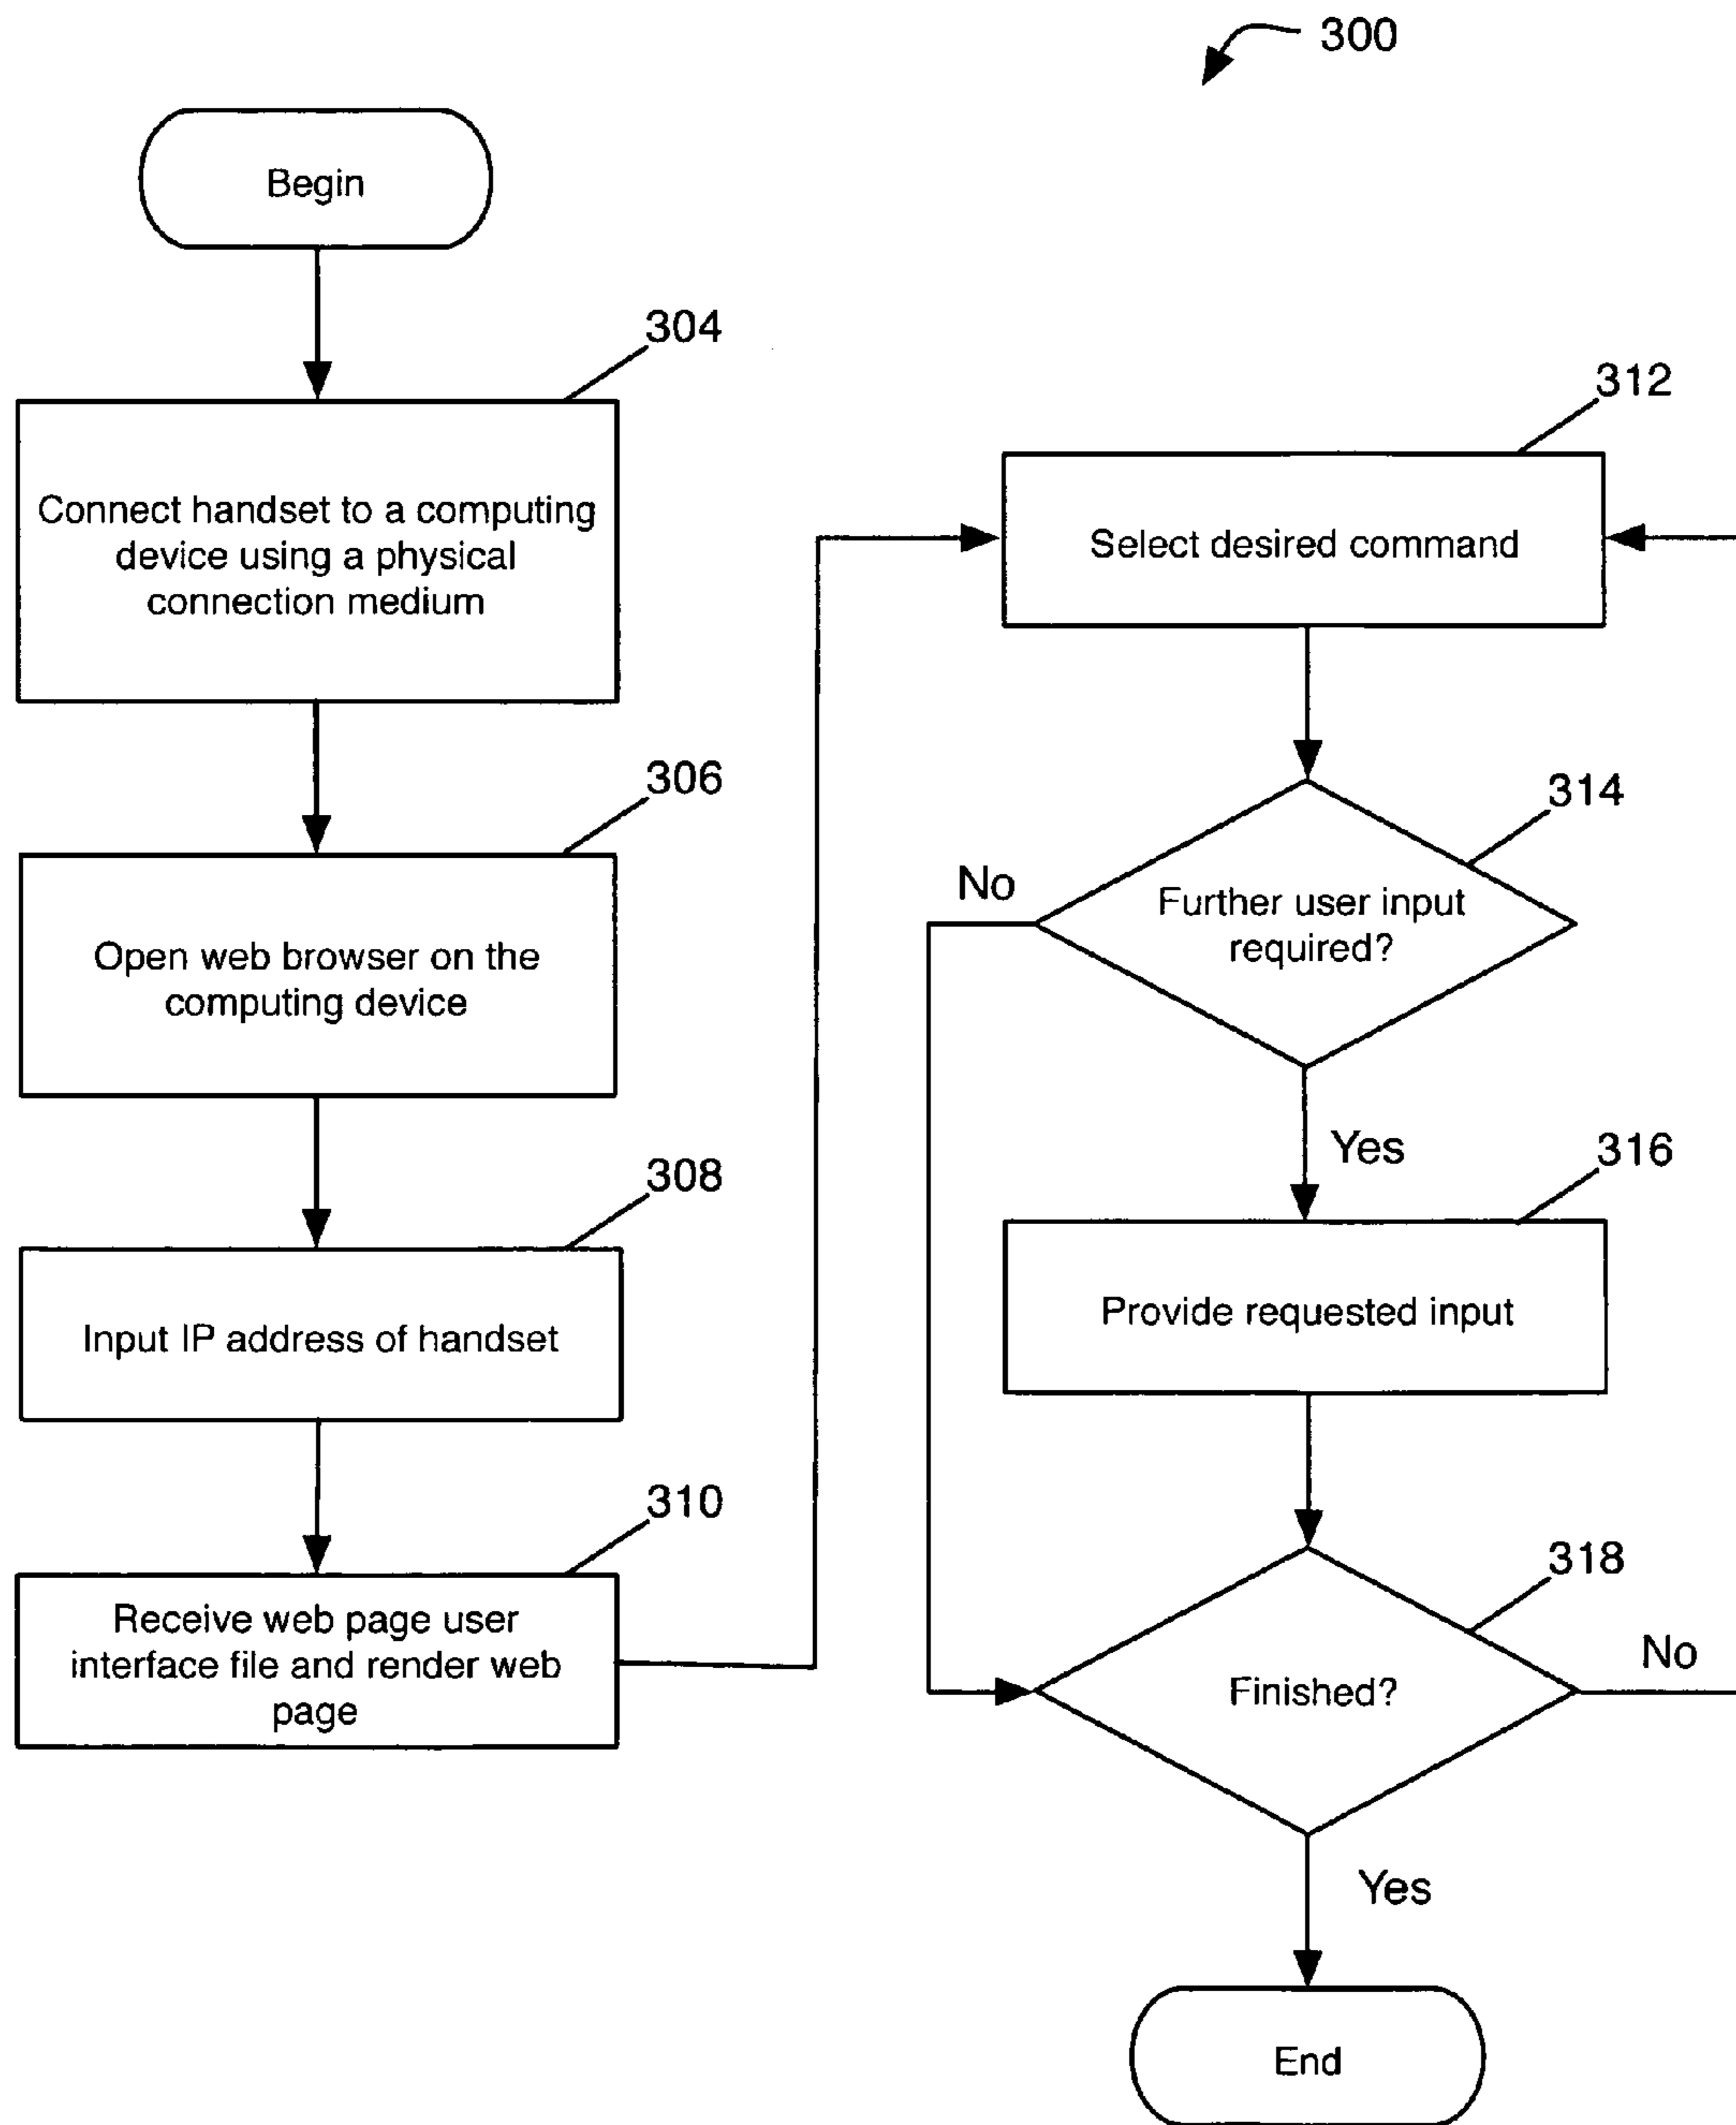 300
Begin
304
Connect handset to a computing
device using a physical
connection medium
306
Open web browser on the
computing device
308
Input IP address of handset
310
Receive web page user
interface file and render web
page
312
Select desired command
314
Further user input
required?
No
Yes
316
Provide requested input
318
Finished?
No
Yes
End